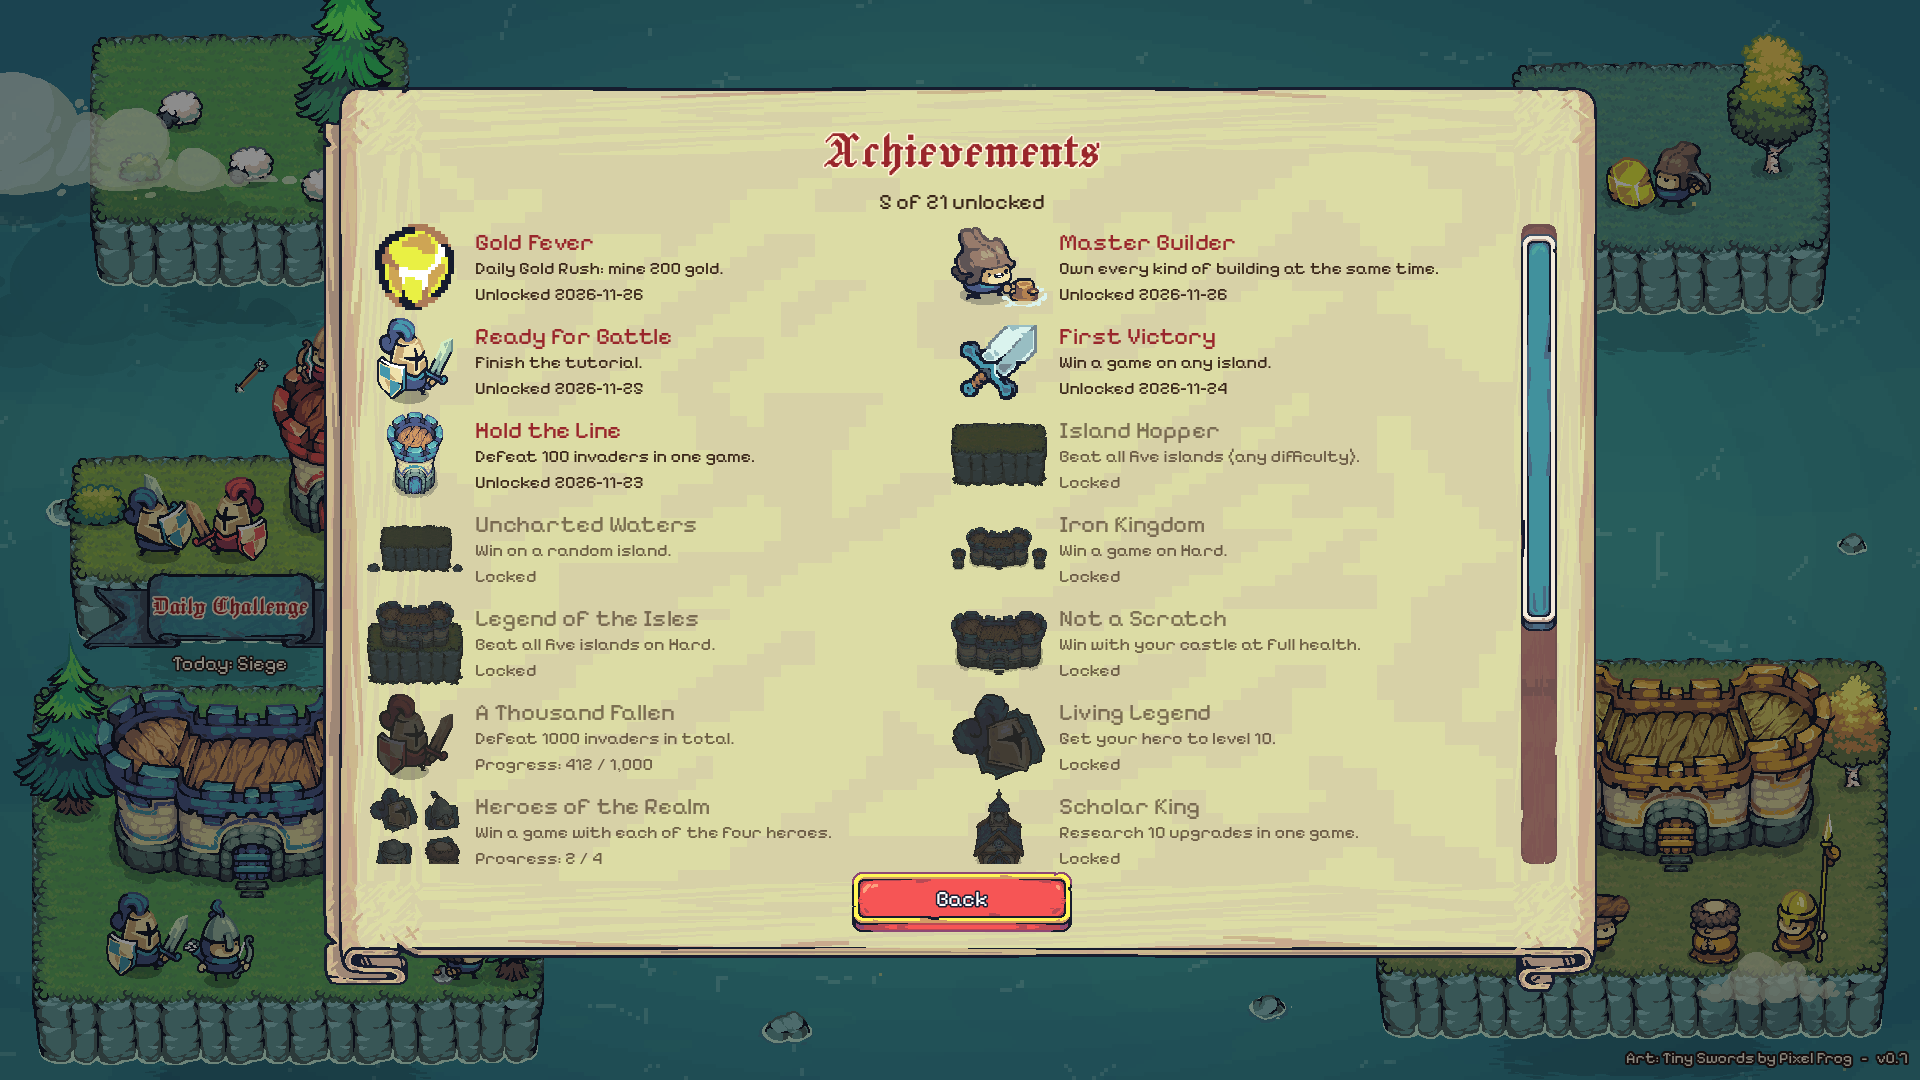 Achievements
5 of 21 unlocked
Gold Fever
Daily Gold Rush: mine 200 gold.
Unlocked 2026-11-26
Master Builder
Own every kind of building at the same time.
Unlocked 2026-11-26
Ready for Battle
Finish the tutorial.
Unlocked 2026-11-25
First Victory
Win a game on any island.
Unlocked 2026-11-24
Hold the Line
Defeat 100 invaders in one game.
Unlocked 2026-11-23
Island Hopper
Beat all five islands (any difficulty).
Locked
Uncharted Waters
Win on a random island.
Locked
Iron Kingdom
Win a game on Hard.
Locked
Legend of the Isles
Beat all five islands on Hard.
Locked
Not a Scratch
Win with your castle at full health.
Locked
A Thousand Fallen
Defeat 1000 invaders in total.
Progress: 412 / 1,000
Living Legend
Get your hero to level 10.
Locked
Heroes of the Realm
Win a game with each of the four heroes.
Progress: 2 / 4
Scholar King
Research 10 upgrades in one game.
Locked
Back
Daily Challenge
Today: Siege
Art: Tiny Swords by Pixel Frog - v0.7